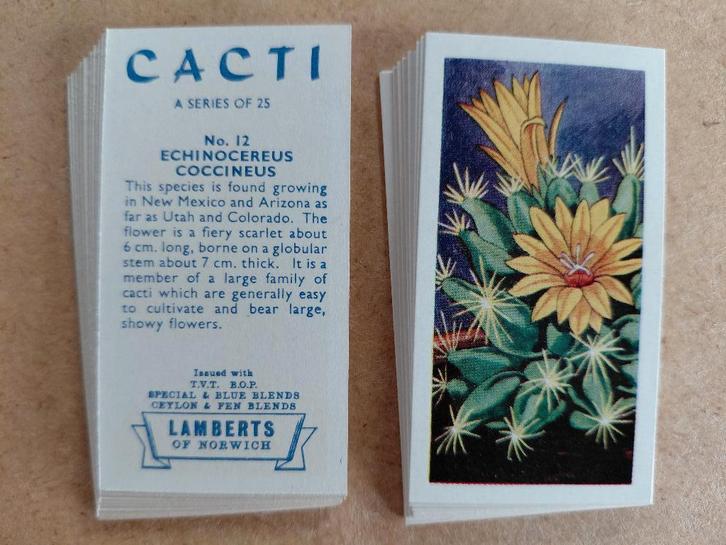 CACTI
A SERIES OF 25
No. 12
ECHINOCEREUS
COCCINEUS
This species is found growing
in New Mexico and Arizona as
far as Utah and Colorado. The
flower is a fiery scarlet about
6 cm. long, borne on a globular
stem about 7 cm. thick. It is a
member of a large family of
cacti which are generally easy
to cultivate and bear large,
showy flowers.
Issued with
T.V.T. B.O.P.
SPECIAL & BLUE BLENDS
CEYLON & FEN BLENDS
LAMBERTS
OF NORWICH